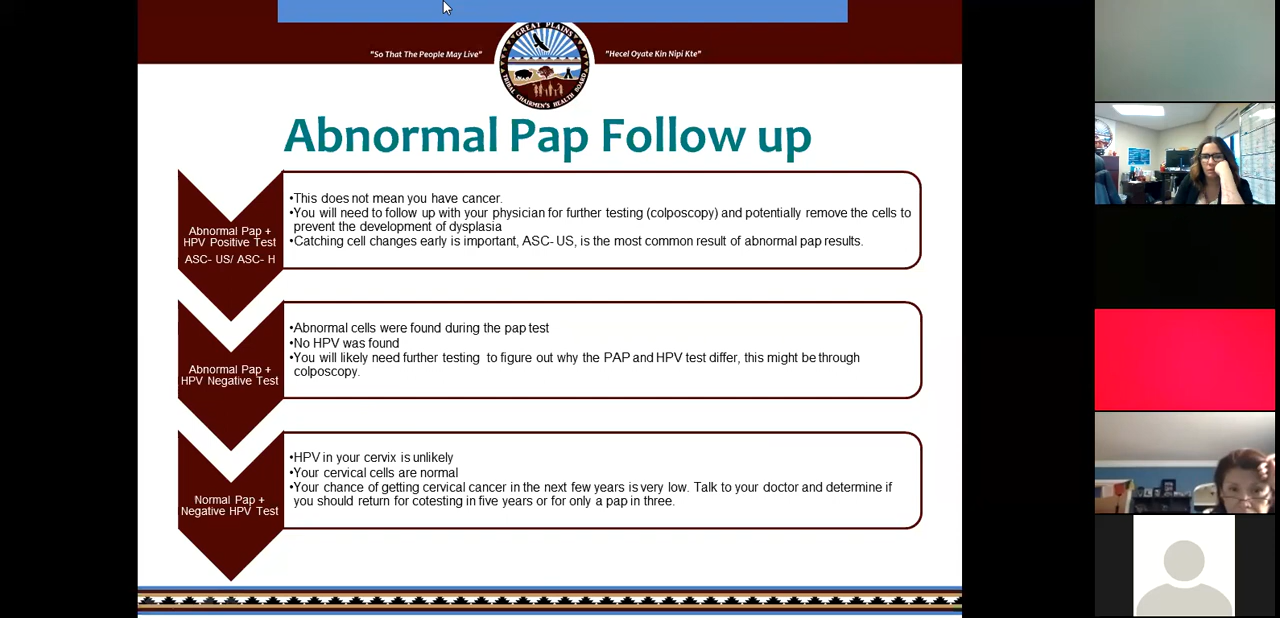 "So That The People May Live"
"Hecel Oyate Kin Nipi Kte"
GREAT PLAINS
TRIBAL CHAIRMEN'S HEALTH BOARD
Abnormal Pap Follow up
Abnormal Pap +
HPV Positive Test
ASC- US/ ASC- H
•This does not mean you have cancer.
•You will need to follow up with your physician for further testing (colposcopy) and potentially remove the cells to
prevent the development of dysplasia
•Catching cell changes early is important, ASC- US, is the most common result of abnormal pap results.
Abnormal Pap +
HPV Negative Test
•Abnormal cells were found during the pap test
•No HPV was found
•You will likely need further testing to figure out why the PAP and HPV test differ, this might be through
colposcopy.
Normal Pap +
Negative HPV Test
•HPV in your cervix is unlikely
•Your cervical cells are normal
•Your chance of getting cervical cancer in the next few years is very low. Talk to your doctor and determine if
you should return for cotesting in five years or for only a pap in three.